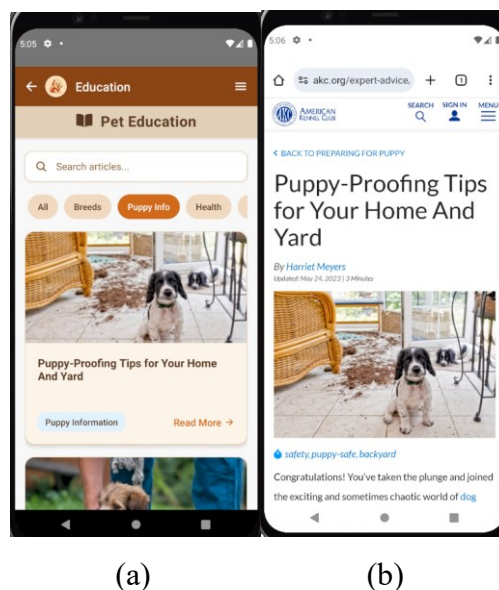 5:05
Education
Pet Education
Search articles...
All Breeds Puppy Info Health
Puppy-Proofing Tips for Your Home
And Yard
Puppy Information Read More →
(a)
5:06
akc.org/expert-advice,
1
AMERICAN
KENNEL CLUB
SEARCH SIGN IN MENU
< BACK TO PREPARING FOR PUPPY
Puppy-Proofing Tips
for Your Home And
Yard
By Harriet Meyers
Updated: May 24, 2023 | 3 Minutes
safety, puppy-safe, backyard
Congratulations! You've taken the plunge and joined
the exciting and sometimes chaotic world of dog
(b)